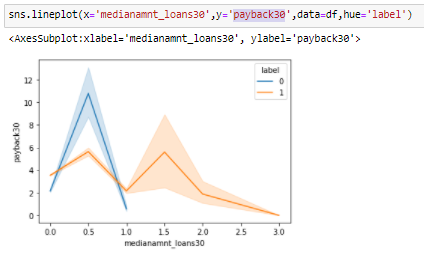 sns.lineplot(x='medianamnt_loans30',y='payback30',data=df,hue='label')
<AxesSubplot:xlabel='medianamnt_loans30', ylabel='payback30'>
label
0
1
12
10
8
6
4
2
0
payback30
0.0 0.5 1.0 1.5 2.0 2.5 3.0
medianamnt_loans30